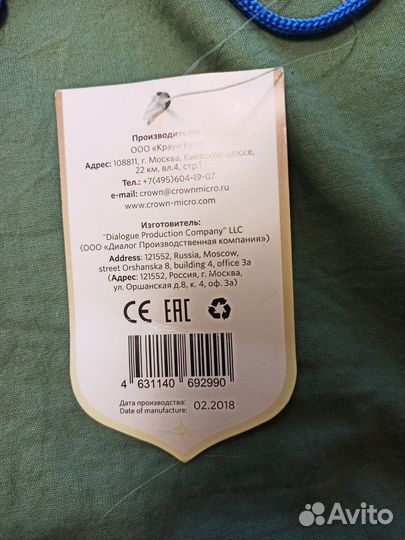 Производитель:
ООО «Краун Рус»
Адрес: 108811, г. Москва, Киевское шоссе,
22 км, вл.4, стр.1
Тел.: +7(495)604-19-07
e-mail: crown@crownmicro.ru
www.crown-micro.com
Изготовитель:
"Dialogue Production Company" LLC
(ООО «Диалог Производственная компания»)
Address: 121552, Russia, Moscow,
street Orshanska 8, building 4, office 3a
(Адрес: 121552, Россия, г. Москва,
ул. Оршанская д.8, к. 4, оф. 3а)
CE EAC
4 631140 692990
Дата производства:
Date of manufacture: 02.2018
Avito